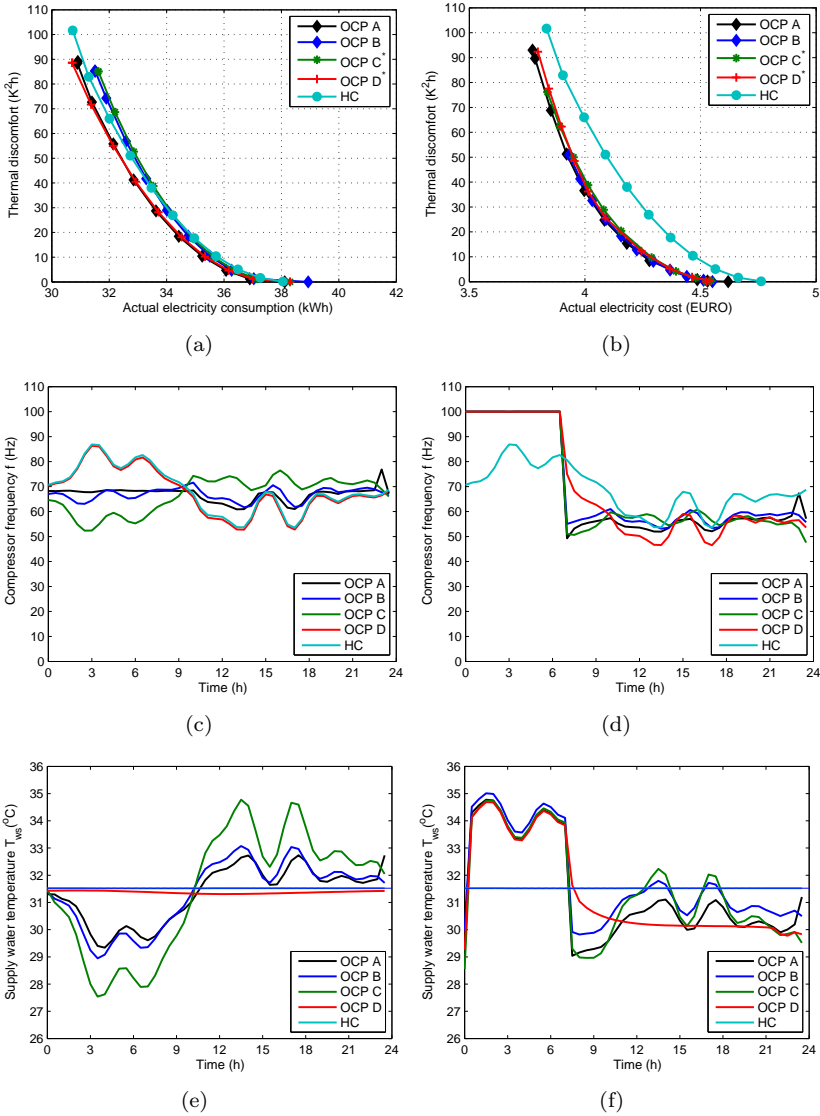 110
100
90
80
70
60
50
40
30
20
10
0
Thermal discomfort (K²h)
30 32 34 36 38 40 42
Actual electricity consumption (kWh)
OCP A
OCP B
OCP C*
OCP D*
HC
(a)
110
100
90
80
70
60
50
40
30
20
10
0
Thermal discomfort (K²h)
3.5 4 4.5 5
Actual electricity cost (EURO)
OCP A
OCP B
OCP C*
OCP D*
HC
(b)
110
100
90
80
70
60
50
40
30
20
10
0
Compressor frequency f (Hz)
0 3 6 9 12 15 18 21 24
Time (h)
OCP A
OCP B
OCP C
OCP D
HC
(c)
110
100
90
80
70
60
50
40
30
20
10
0
Compressor frequency f (Hz)
0 3 6 9 12 15 18 21 24
Time (h)
OCP A
OCP B
OCP C
OCP D
HC
(d)
36
35
34
33
32
31
30
29
28
27
26
Supply water temperature T_ws (°C)
0 3 6 9 12 15 18 21 24
Time (h)
OCP A
OCP B
OCP C
OCP D
HC
(e)
36
35
34
33
32
31
30
29
28
27
26
Supply water temperature T_ws (°C)
0 3 6 9 12 15 18 21 24
Time (h)
OCP A
OCP B
OCP C
OCP D
HC
(f)